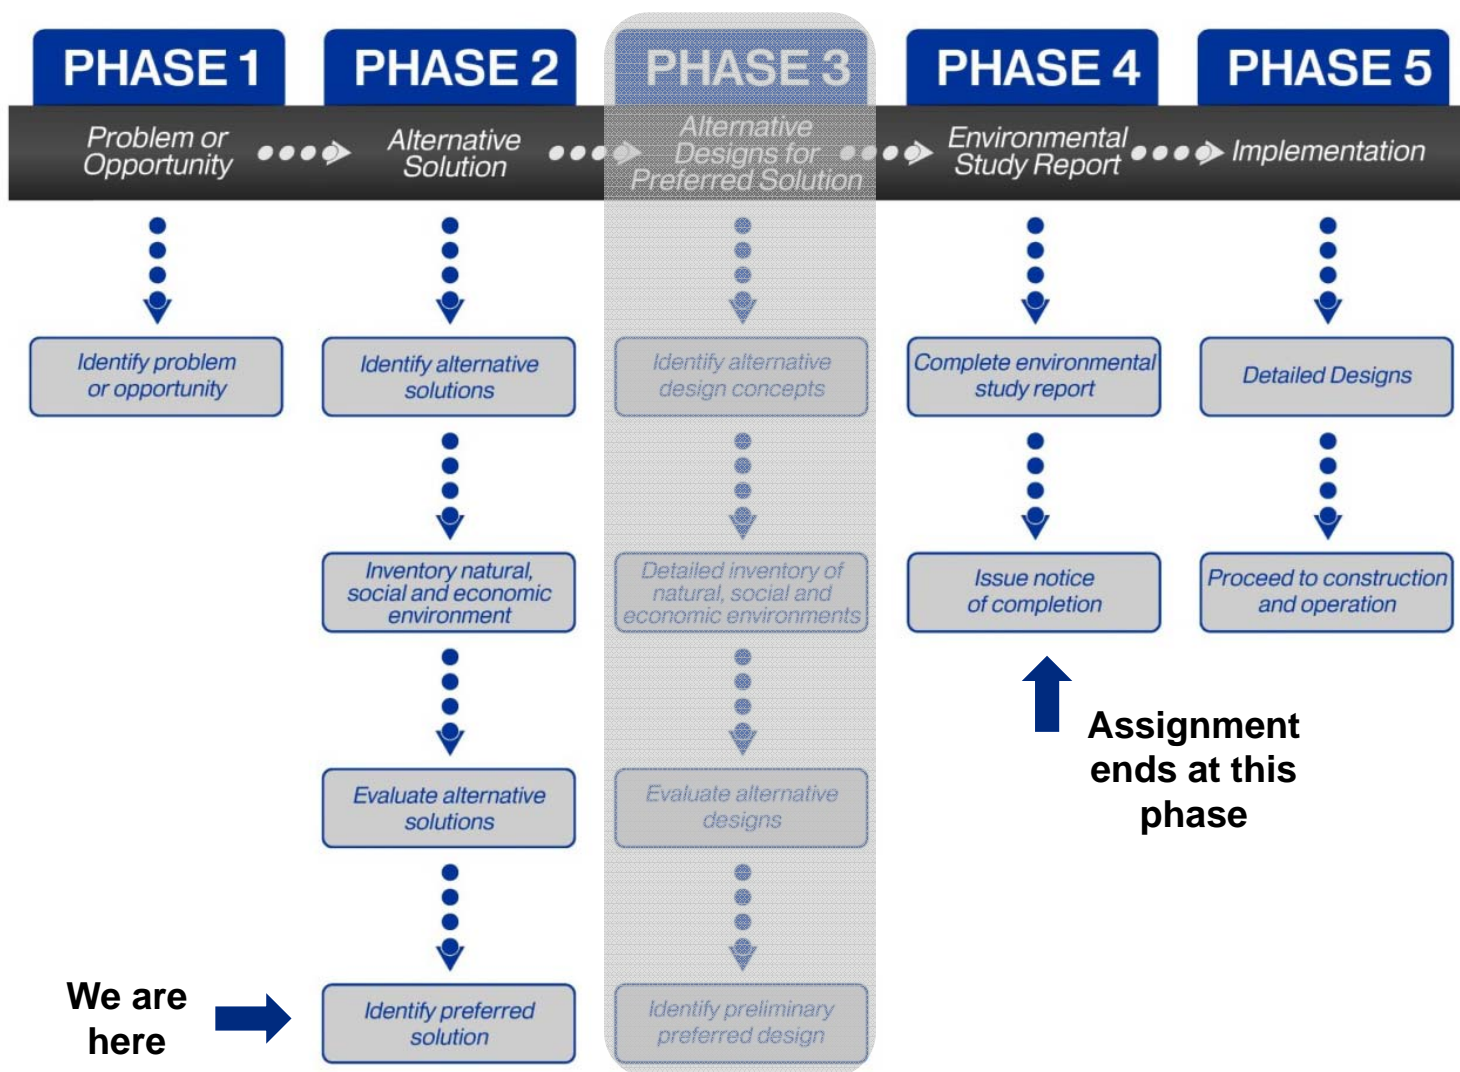 PHASE 1
PHASE 2
PHASE 3
PHASE 4
PHASE 5
Problem or
Opportunity
Alternative
Solution
Alternative
Designs for
Preferred Solution
Environmental
Study Report
Implementation
Identify problem
or opportunity
Identify alternative
solutions
Identify alternative
design concepts
Complete environmental
study report
Detailed Designs
Inventory natural,
social and economic
environment
Detailed inventory of
natural, social and
economic environments
Issue notice
of completion
Proceed to construction
and operation
Assignment
ends at this
phase
Evaluate alternative
solutions
Evaluate alternative
designs
We are
here
Identify preferred
solution
Identify preliminary
preferred design